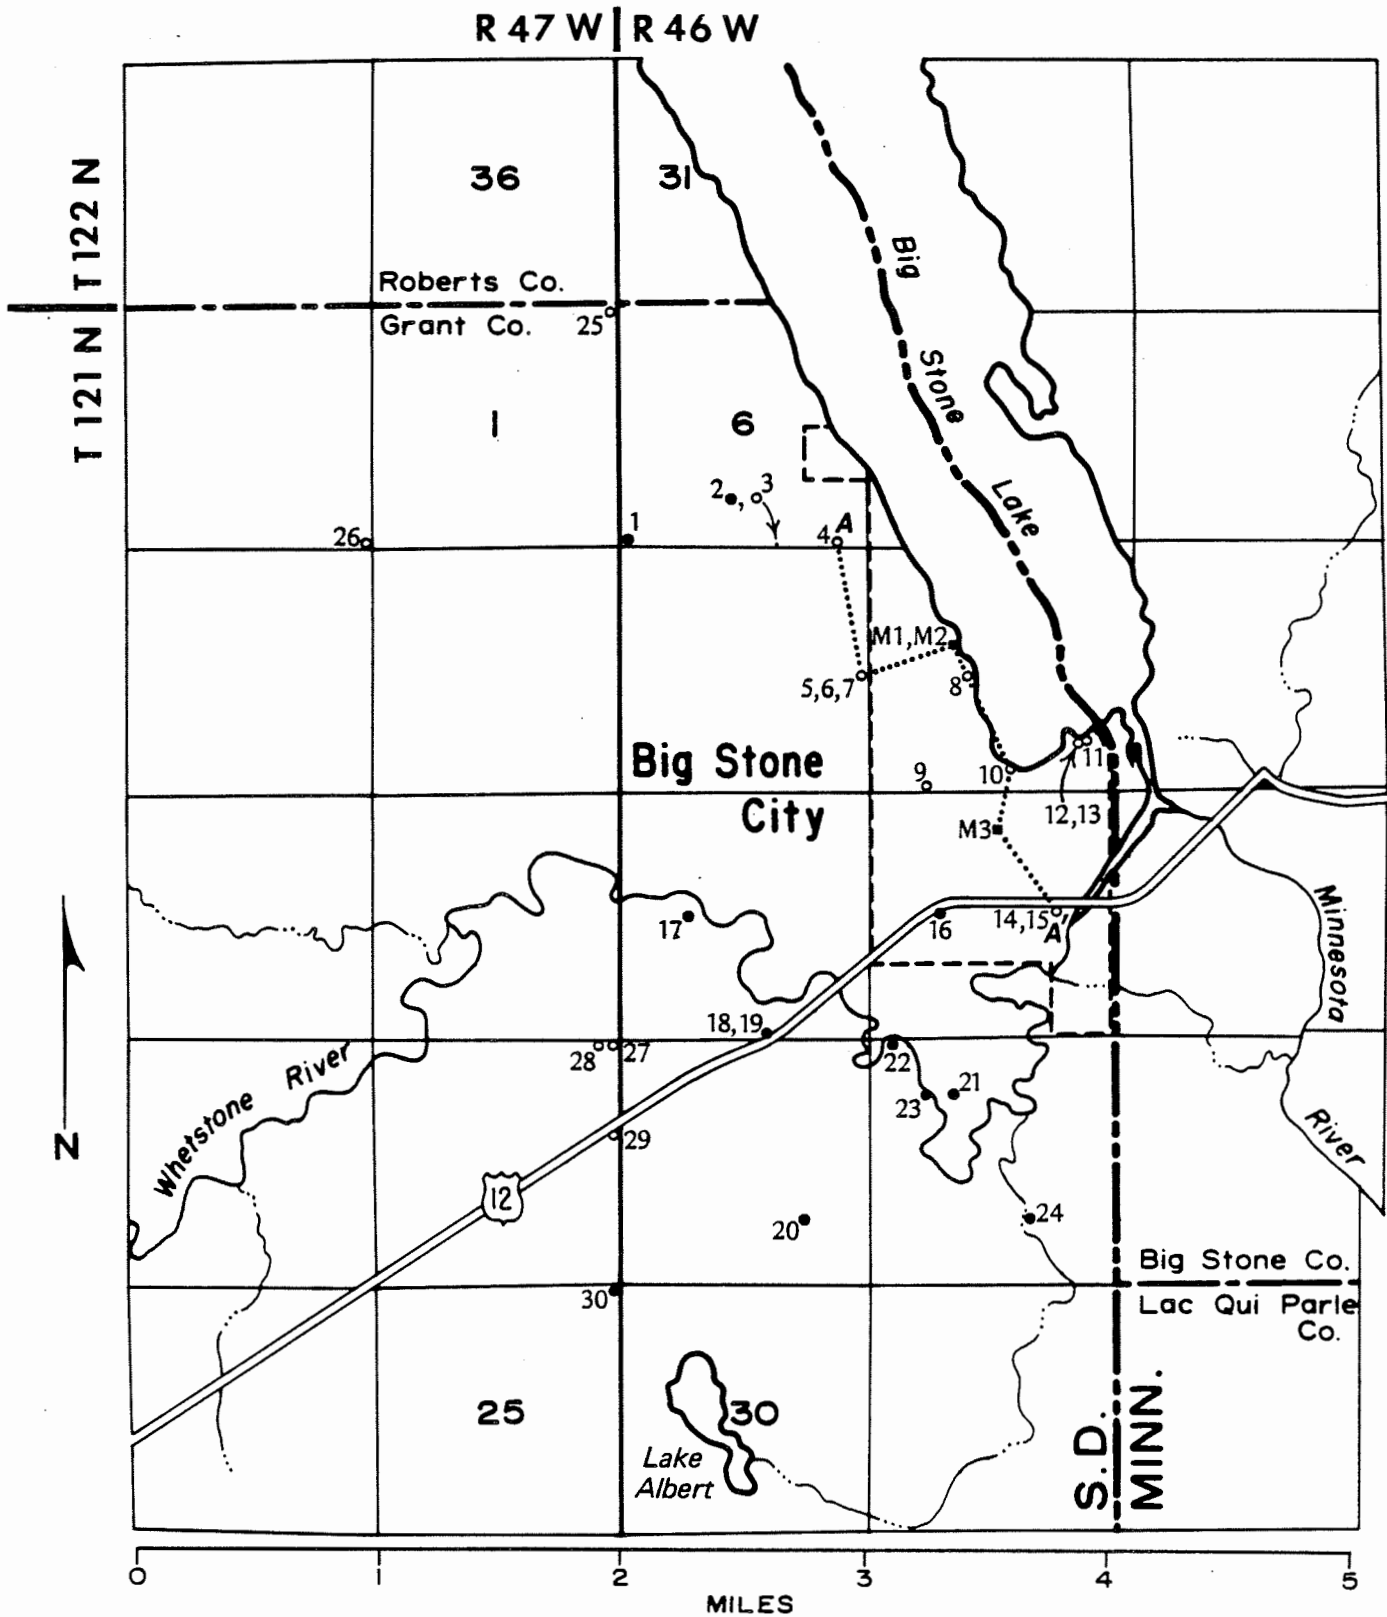 R 47 W R 46 W
T 122 N
36
31
Big
Stone
Lake
Roberts Co.
Grant Co.
25
T 121 N
1
6
2, 3
26
1
4 A
M1,M2
5,6,7
8
Big Stone
City
9
10
11
12,13
M3
17
16
14,15
A'
Minnesota
River
18,19
28 27
22
Whetstone River
23
21
29
N
12
20
24
Big Stone Co.
Lac Qui Parle
Co.
30
25
30
Lake
Albert
S.D.
MINN.
0 1 2 3 4 5
MILES